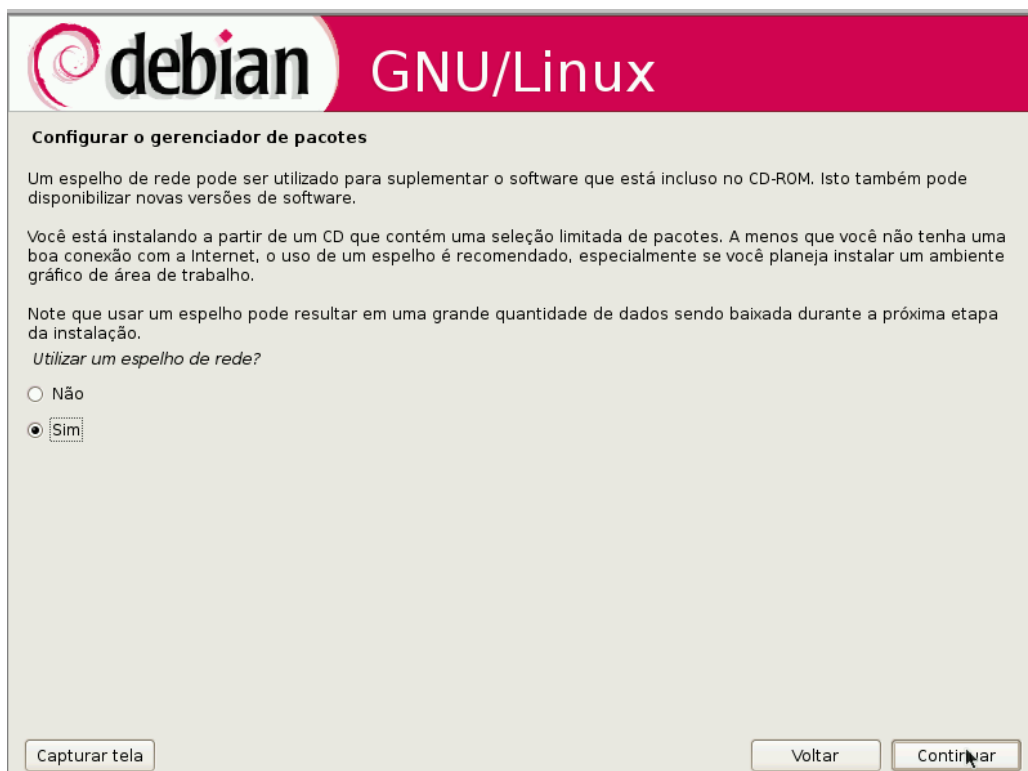 debian GNU/Linux
Configurar o gerenciador de pacotes
Um espelho de rede pode ser utilizado para suplementar o software que está incluso no CD-ROM. Isto também pode
disponibilizar novas versões de software.
Você está instalando a partir de um CD que contém uma seleção limitada de pacotes. A menos que você não tenha uma
boa conexão com a Internet, o uso de um espelho é recomendado, especialmente se você planeja instalar um ambiente
gráfico de área de trabalho.
Note que usar um espelho pode resultar em uma grande quantidade de dados sendo baixada durante a próxima etapa
da instalação.
Utilizar um espelho de rede?
Não
Sim
Capturar tela Voltar Continuar